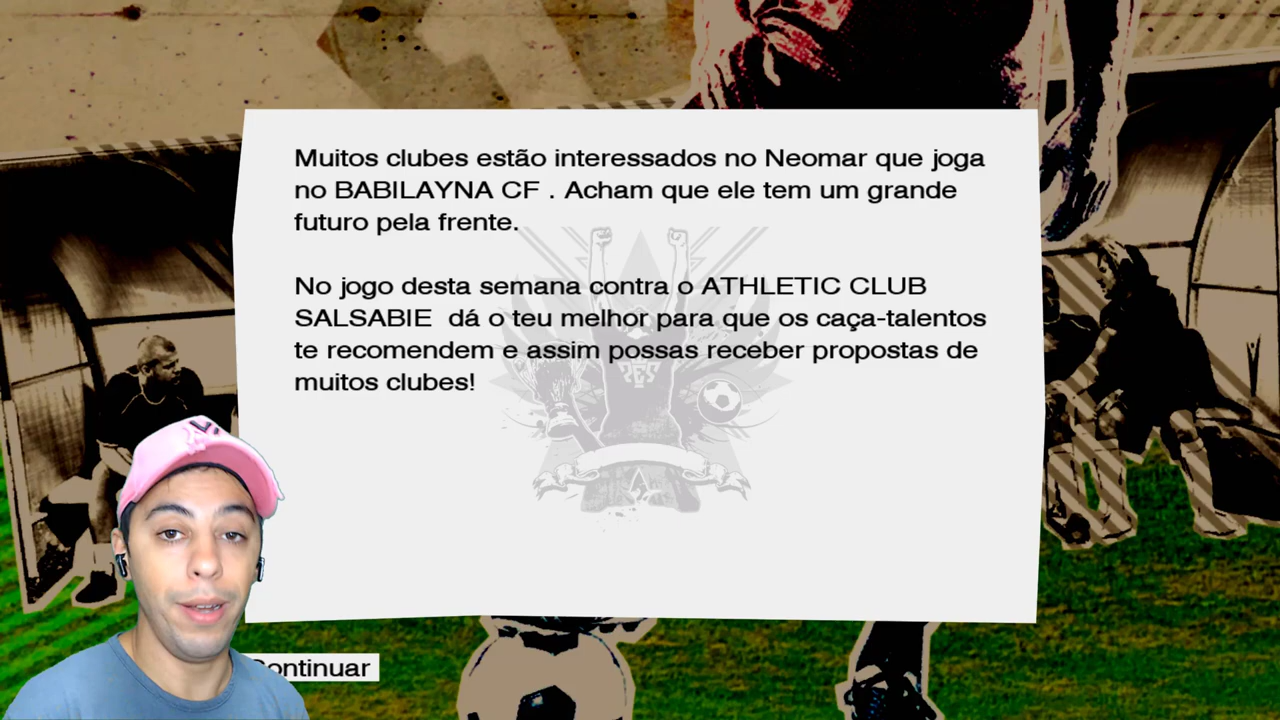 Muitos clubes estão interessados no Neomar que joga
no BABILAYNA CF . Acham que ele tem um grande
futuro pela frente.
No jogo desta semana contra o ATHLETIC CLUB
SALSABIE  dá o teu melhor para que os caça-talentos
te recomendem e assim possas receber propostas de
muitos clubes!
PES
Continuar